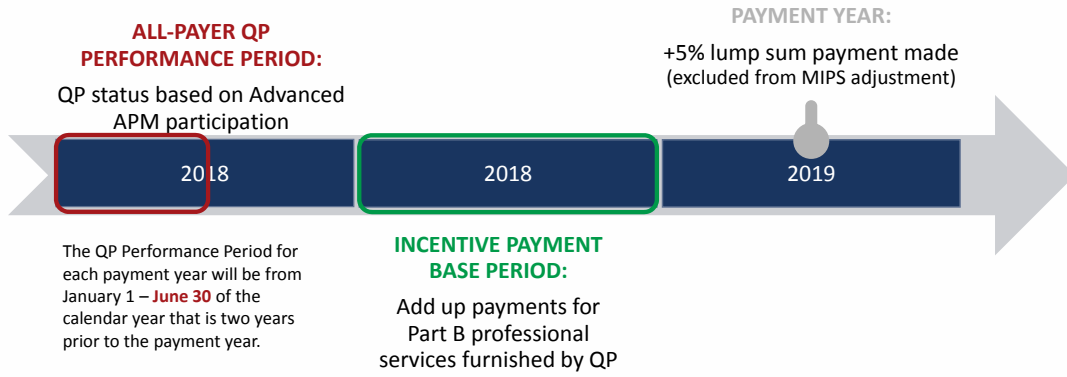 ALL-PAYER QP
PERFORMANCE PERIOD:
QP status based on Advanced
APM participation
PAYMENT YEAR:
+5% lump sum payment made
(excluded from MIPS adjustment)
2018
2018
2019
The QP Performance Period for
each payment year will be from
January 1 – June 30 of the
calendar year that is two years
prior to the payment year.
INCENTIVE PAYMENT
BASE PERIOD:
Add up payments for
Part B professional
services furnished by QP